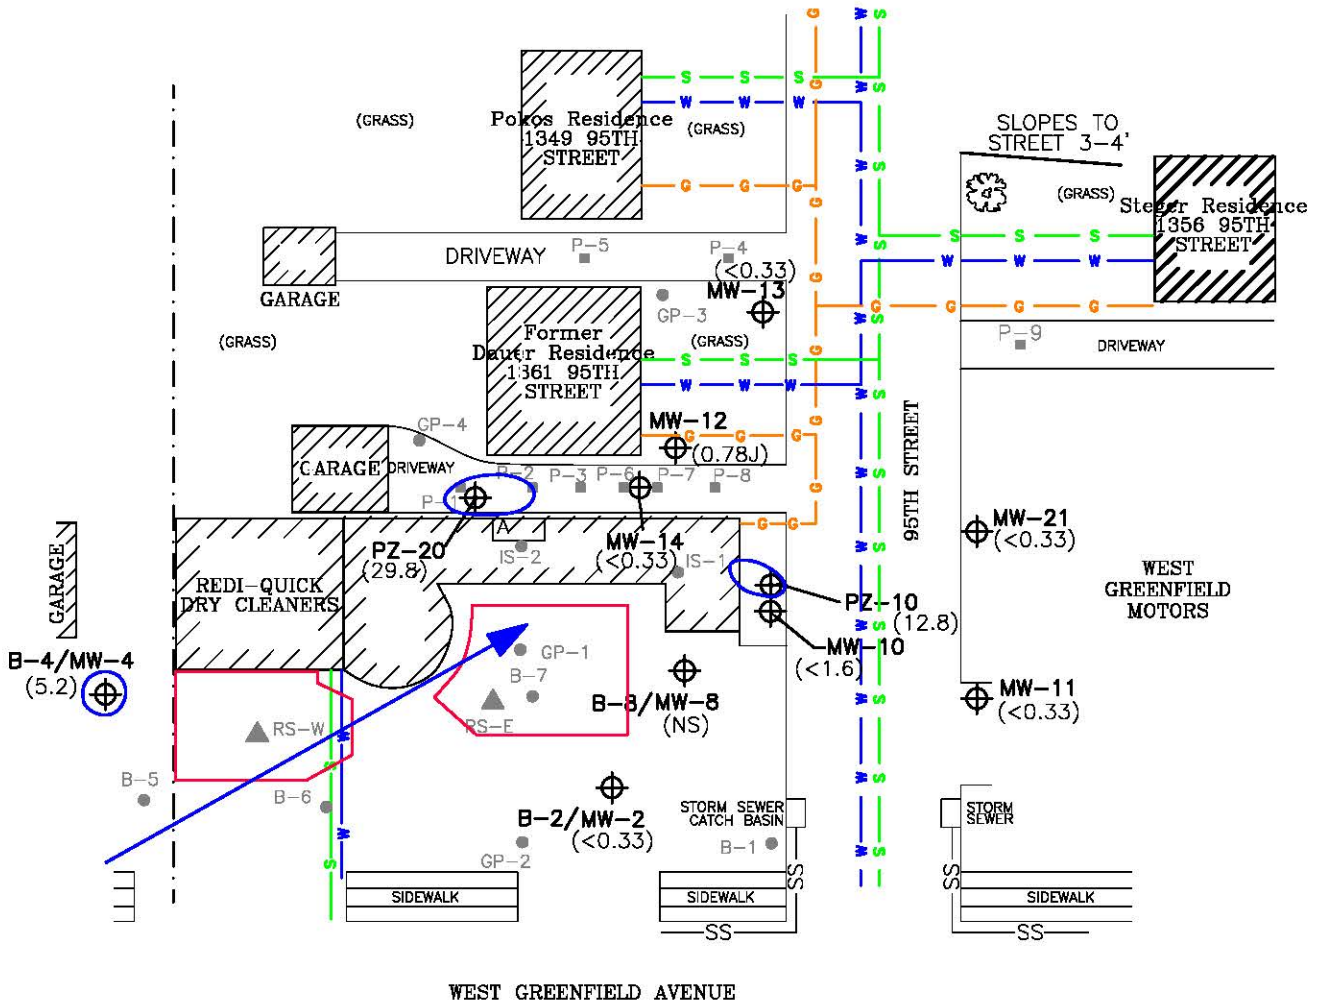 G
W
S
SLOPES TO
STREET 3-4'
(GRASS)
Pokos Residence
1349 95TH
STREET
(GRASS)
S S S
W W W
G G G
(GRASS)
Steger Residence
1356 95TH
STREET
S S S
W W W
G G G G
DRIVEWAY
P-5
P-4
(<0.33)
MW-13
GARAGE
GP-3
(GRASS)
Former
Dauer Residence
1361 95TH
STREET
(GRASS)
S S S
W W W
P-9
DRIVEWAY
MW-12
G G G
(0.78J)
GP-4
GARAGE
DRIVEWAY
P-1
P-2
P-3
P-6
P-7
P-8
95TH STREET
G G
A
PZ-20
(29.8)
IS-2
MW-14
(<0.33)
IS-1
MW-21
(<0.33)
GARAGE
REDI-QUICK
DRY CLEANERS
WEST
GREENFIELD
MOTORS
PZ-10
(12.8)
MW-10
(<1.6)
B-4/MW-4
(5.2)
GP-1
B-7
RS-E
RS-W
B-8/MW-8
(NS)
MW-11
(<0.33)
B-5
B-6
B-2/MW-2
(<0.33)
GP-2
STORM SEWER
CATCH BASIN
B-1
STORM
SEWER
W
S
SS
SS
SIDEWALK
SIDEWALK
SIDEWALK
SS
SS
WEST GREENFIELD AVENUE